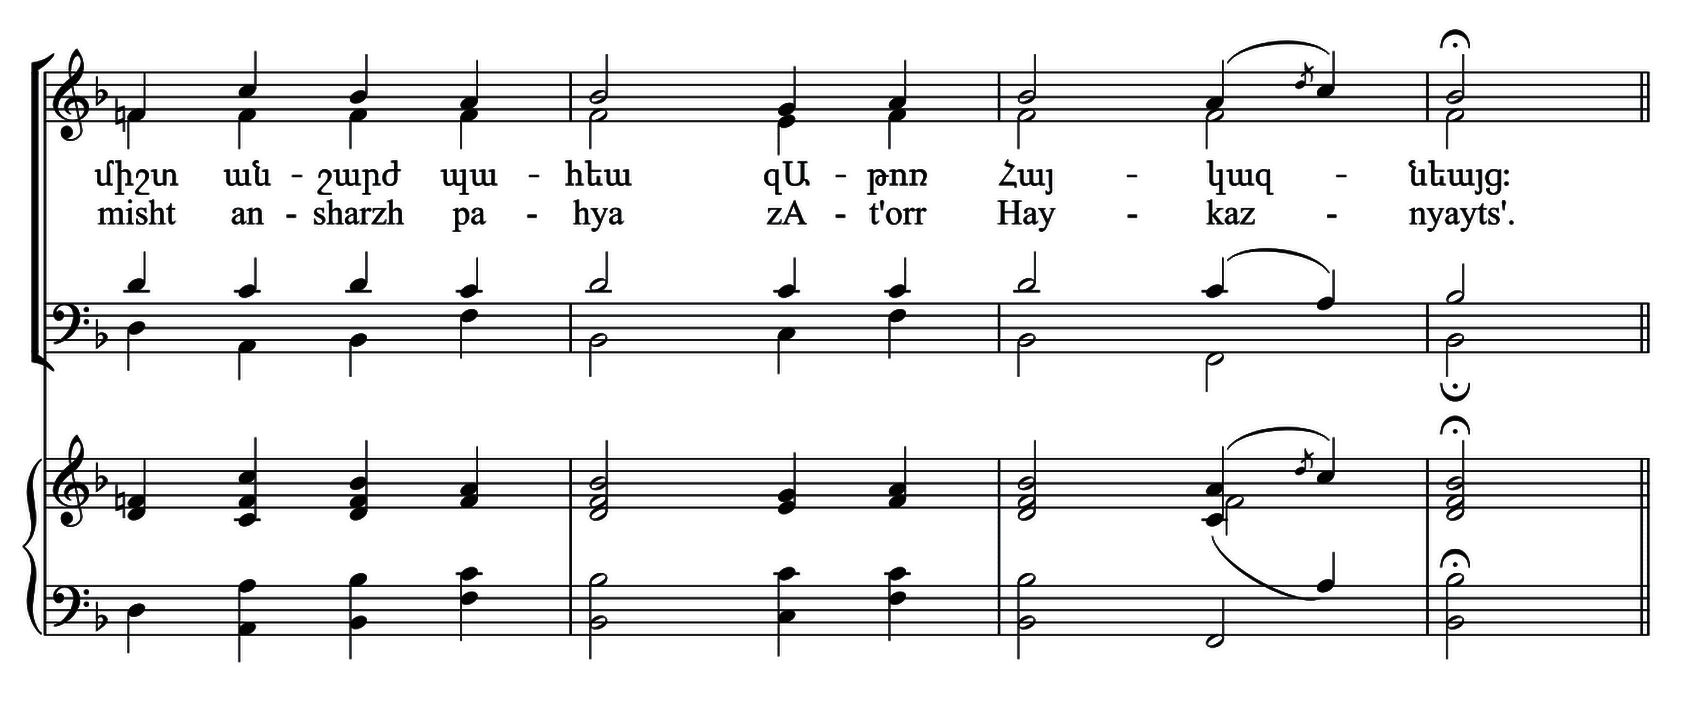 միշտ ան - շարժ պա - հեա զԱ - թոռ Հայ - կազ - նեայց։
misht an - sharzh pa - hya zA - t'orr Hay - kaz - nyayts'.